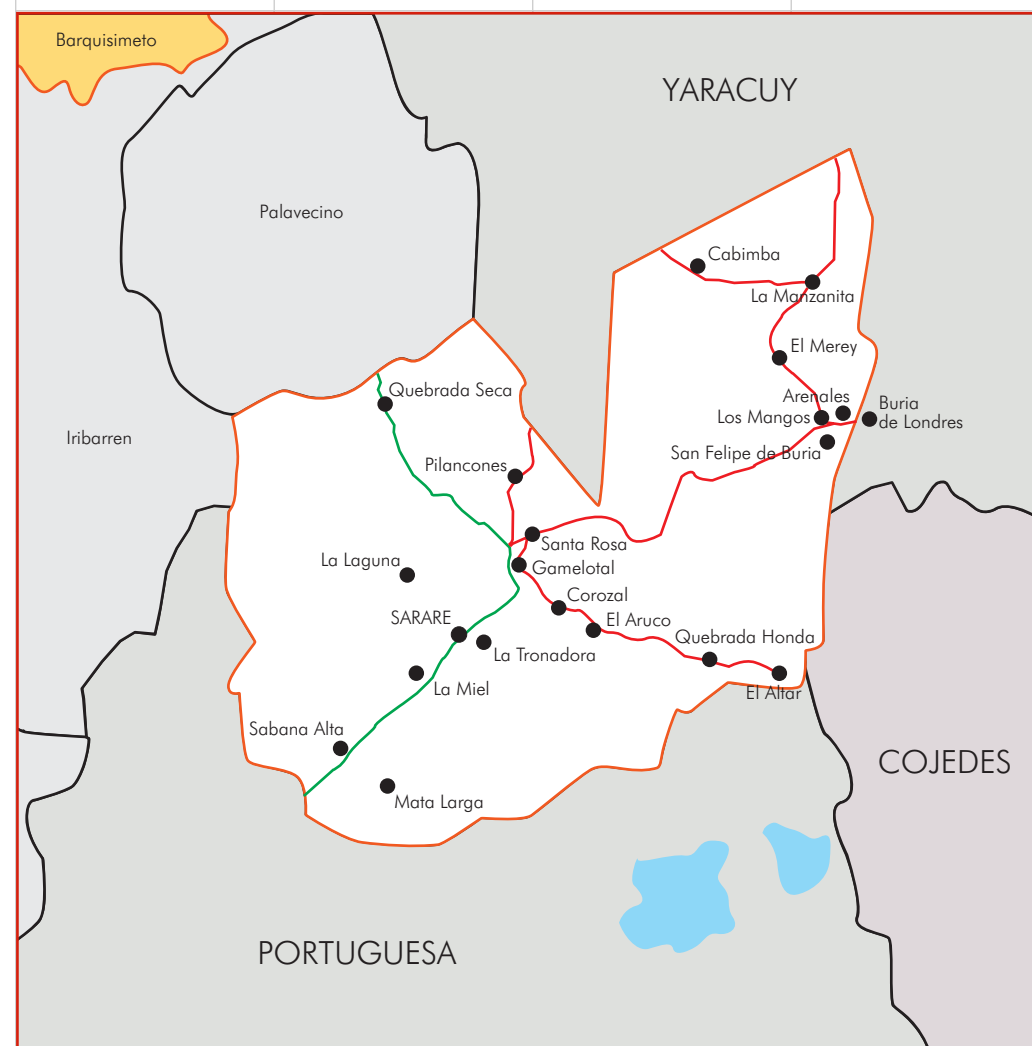 Barquisimeto
YARACUY
Palavecino
Cabimba
La Manzanita
El Merey
Quebrada Seca
Arenales
Buria
de Londres
Los Mangos
Iribarren
San Felipe de Buria
Pilancones
Santa Rosa
La Laguna
Gamelotal
Corozal
SARARE
El Aruco
Quebrada Honda
La Tronadora
La Miel
El Altar
Sabana Alta
COJEDES
Mata Larga
PORTUGUESA